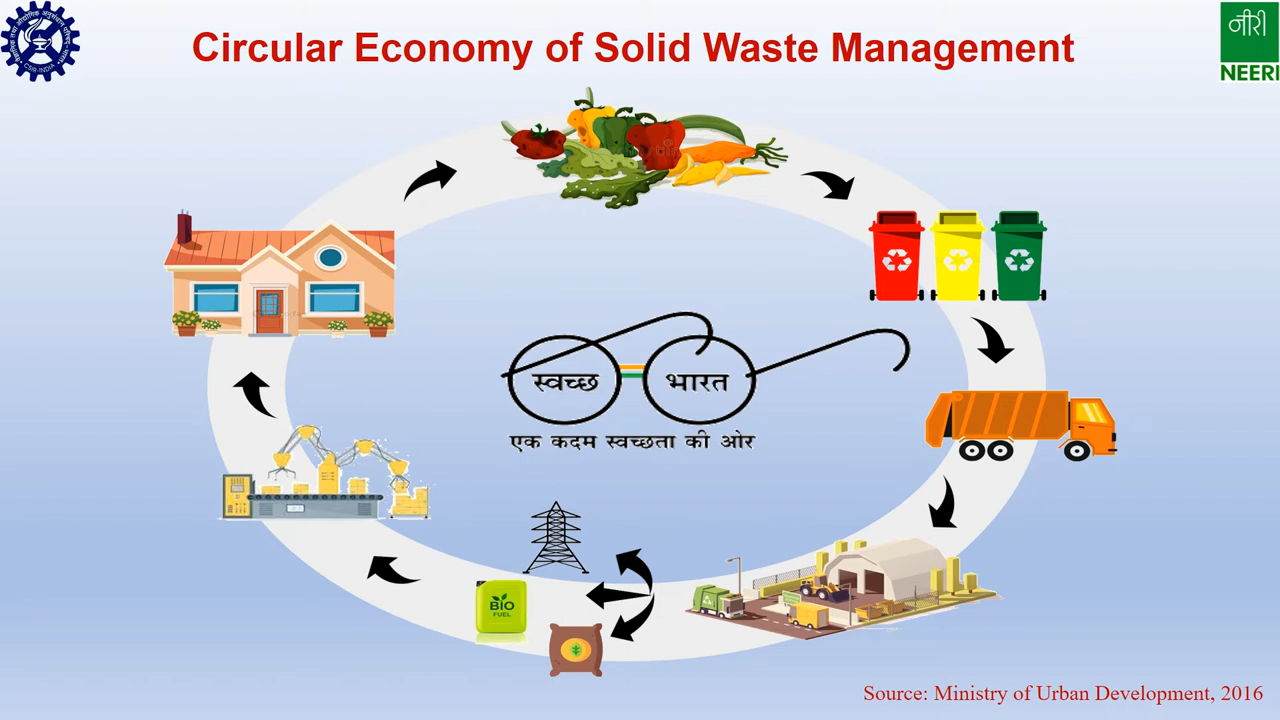 Circular Economy of Solid Waste Management
नीरी
NEERI
स्वच्छ भारत
एक कदम स्वच्छता की ओर
BIO
FUEL
Source: Ministry of Urban Development, 2016